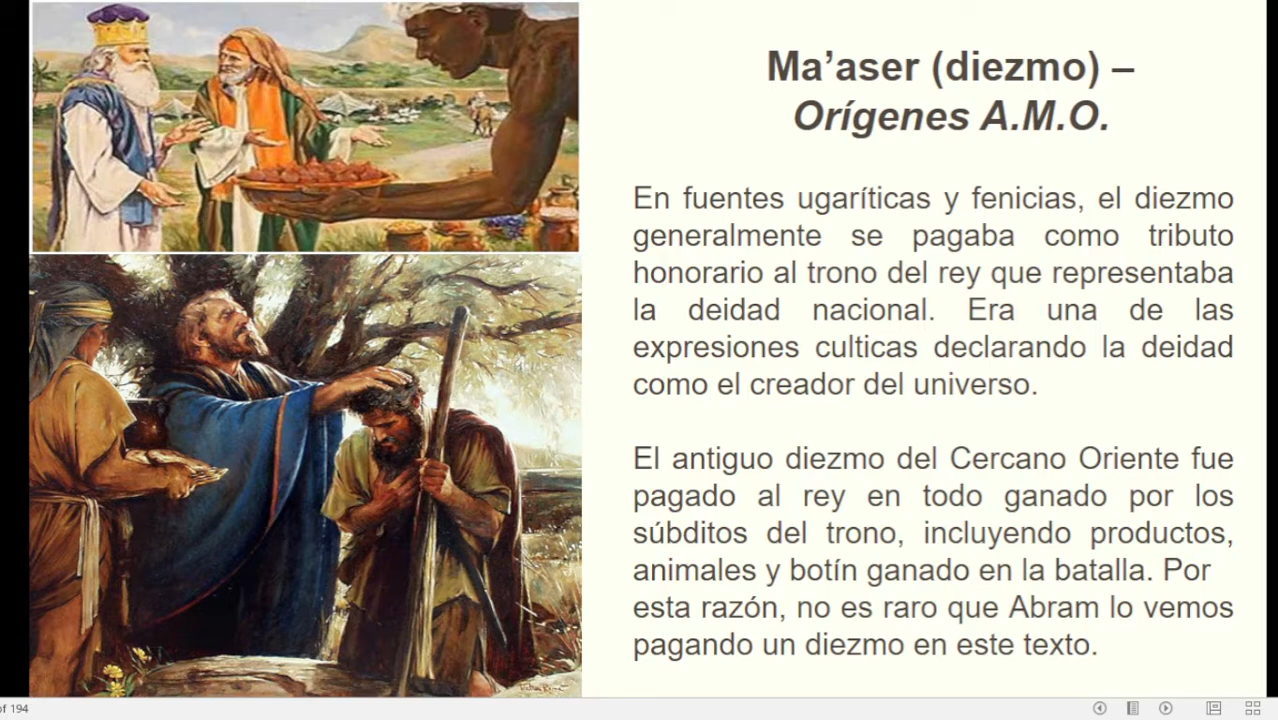 Ma’aser (diezmo) –
Orígenes A.M.O.
En fuentes ugaríticas y fenicias, el diezmo
generalmente se pagaba como tributo
honorario al trono del rey que representaba
la deidad nacional. Era una de las
expresiones culticas declarando la deidad
como el creador del universo.
El antiguo diezmo del Cercano Oriente fue
pagado al rey en todo ganado por los
súbditos del trono, incluyendo productos,
animales y botín ganado en la batalla. Por
esta razón, no es raro que Abram lo vemos
pagando un diezmo en este texto.
of 194